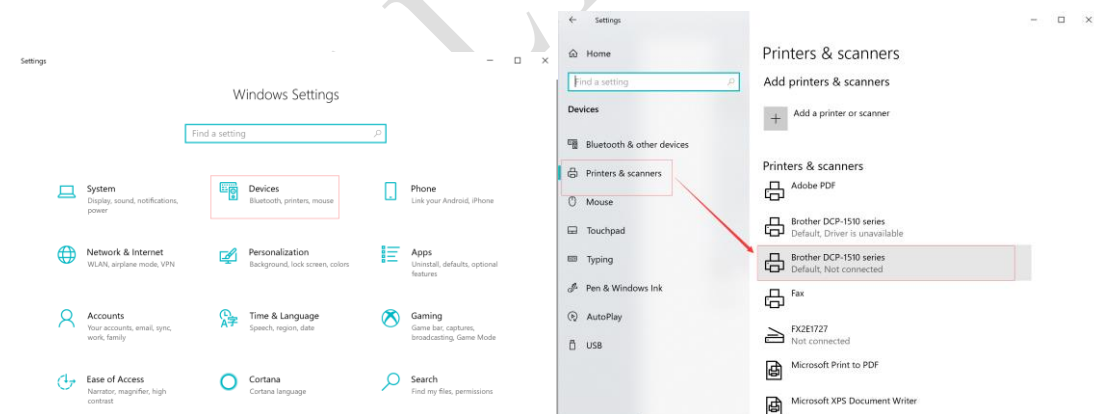 Settings
Windows Settings
Find a setting
System
Display, sound, notifications,
power
Devices
Bluetooth, printers, mouse
Phone
Link your Android, iPhone
Network & Internet
WLAN, airplane mode, VPN
Personalization
Background, lock screen, colors
Apps
Uninstall, defaults, optional
features
Accounts
Your accounts, email, sync,
work, family
Time & Language
Speech, region, date
Gaming
Game bar, captures,
broadcasting, Game Mode
Ease of Access
Narrator, magnifier, high
contrast
Cortana
Cortana language
Search
Find my files, permissions
Settings
Home
Find a setting
Devices
Bluetooth & other devices
Printers & scanners
Mouse
Touchpad
Typing
Pen & Windows Ink
AutoPlay
USB
Printers & scanners
Add printers & scanners
Add a printer or scanner
Printers & scanners
Adobe PDF
Brother DCP-1510 series
Default, Driver is unavailable
Brother DCP-1510 series
Default, Not connected
Fax
FX2E1727
Not connected
Microsoft Print to PDF
Microsoft XPS Document Writer